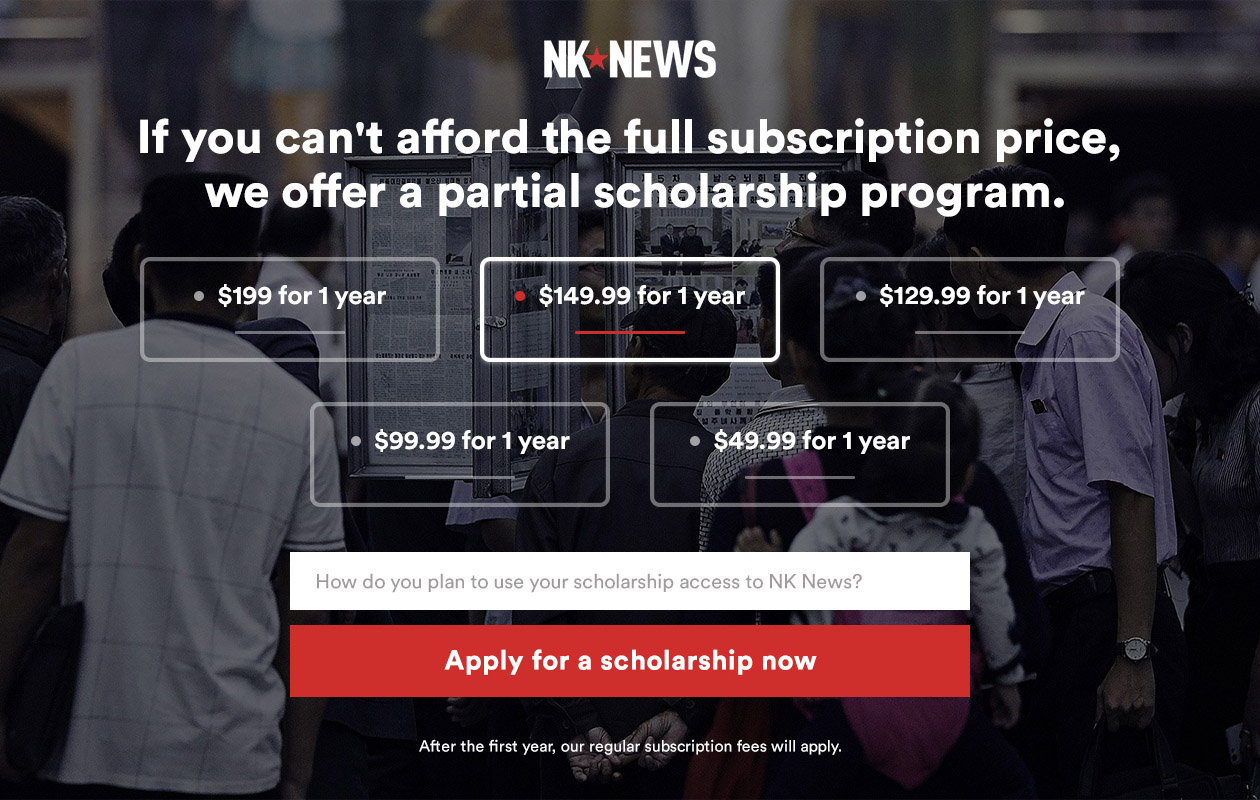 NK NEWS
If you can't afford the full subscription price,
we offer a partial scholarship program.
$199 for 1 year
$149.99 for 1 year
$129.99 for 1 year
$99.99 for 1 year
$49.99 for 1 year
How do you plan to use your scholarship access to NK News?
Apply for a scholarship now
After the first year, our regular subscription fees will apply.